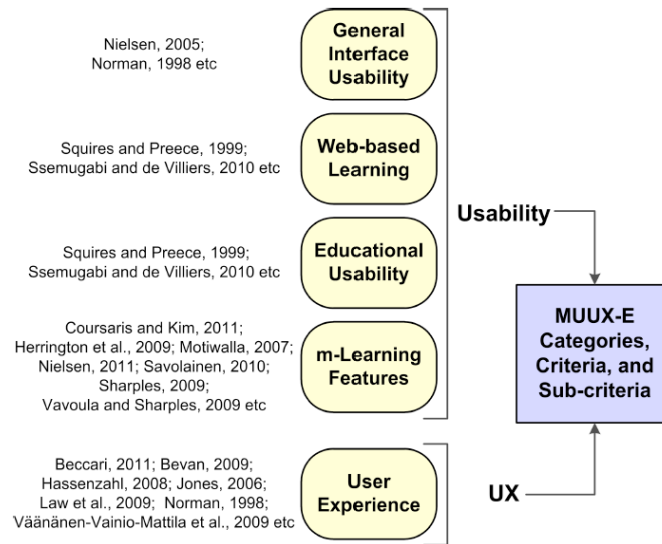 Nielsen, 2005;
Norman, 1998 etc
General
Interface
Usability
Squires and Preece, 1999;
Ssemugabi and de Villiers, 2010 etc
Web-based
Learning
Squires and Preece, 1999;
Ssemugabi and de Villiers, 2010 etc
Educational
Usability
Coursaris and Kim, 2011;
Herrington et al., 2009; Motiwalla, 2007;
Nielsen, 2011; Savolainen, 2010;
Sharples, 2009;
Vavoula and Sharples, 2009 etc
m-Learning
Features
Beccari, 2011; Bevan, 2009;
Hassenzahl, 2008; Jones, 2006;
Law et al., 2009; Norman, 1998;
Väänänen-Vainio-Mattila et al., 2009 etc
User
Experience
Usability
UX
MUUX-E
Categories,
Criteria, and
Sub-criteria